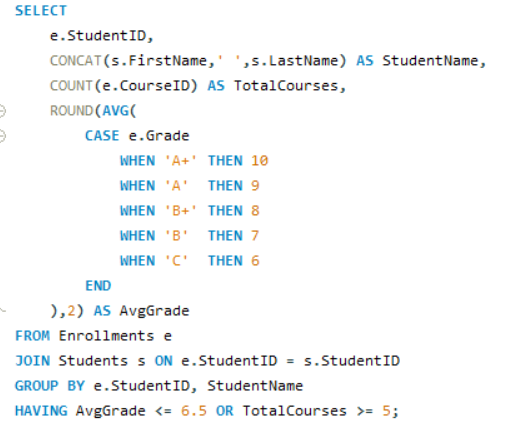 SELECT
    e.StudentID,
    CONCAT(s.FirstName,' ',s.LastName) AS StudentName,
    COUNT(e.CourseID) AS TotalCourses,
    ROUND(AVG(
        CASE e.Grade
            WHEN 'A+' THEN 10
            WHEN 'A'  THEN 9
            WHEN 'B+' THEN 8
            WHEN 'B'  THEN 7
            WHEN 'C'  THEN 6
        END
    ),2) AS AvgGrade
FROM Enrollments e
JOIN Students s ON e.StudentID = s.StudentID
GROUP BY e.StudentID, StudentName
HAVING AvgGrade <= 6.5 OR TotalCourses >= 5;